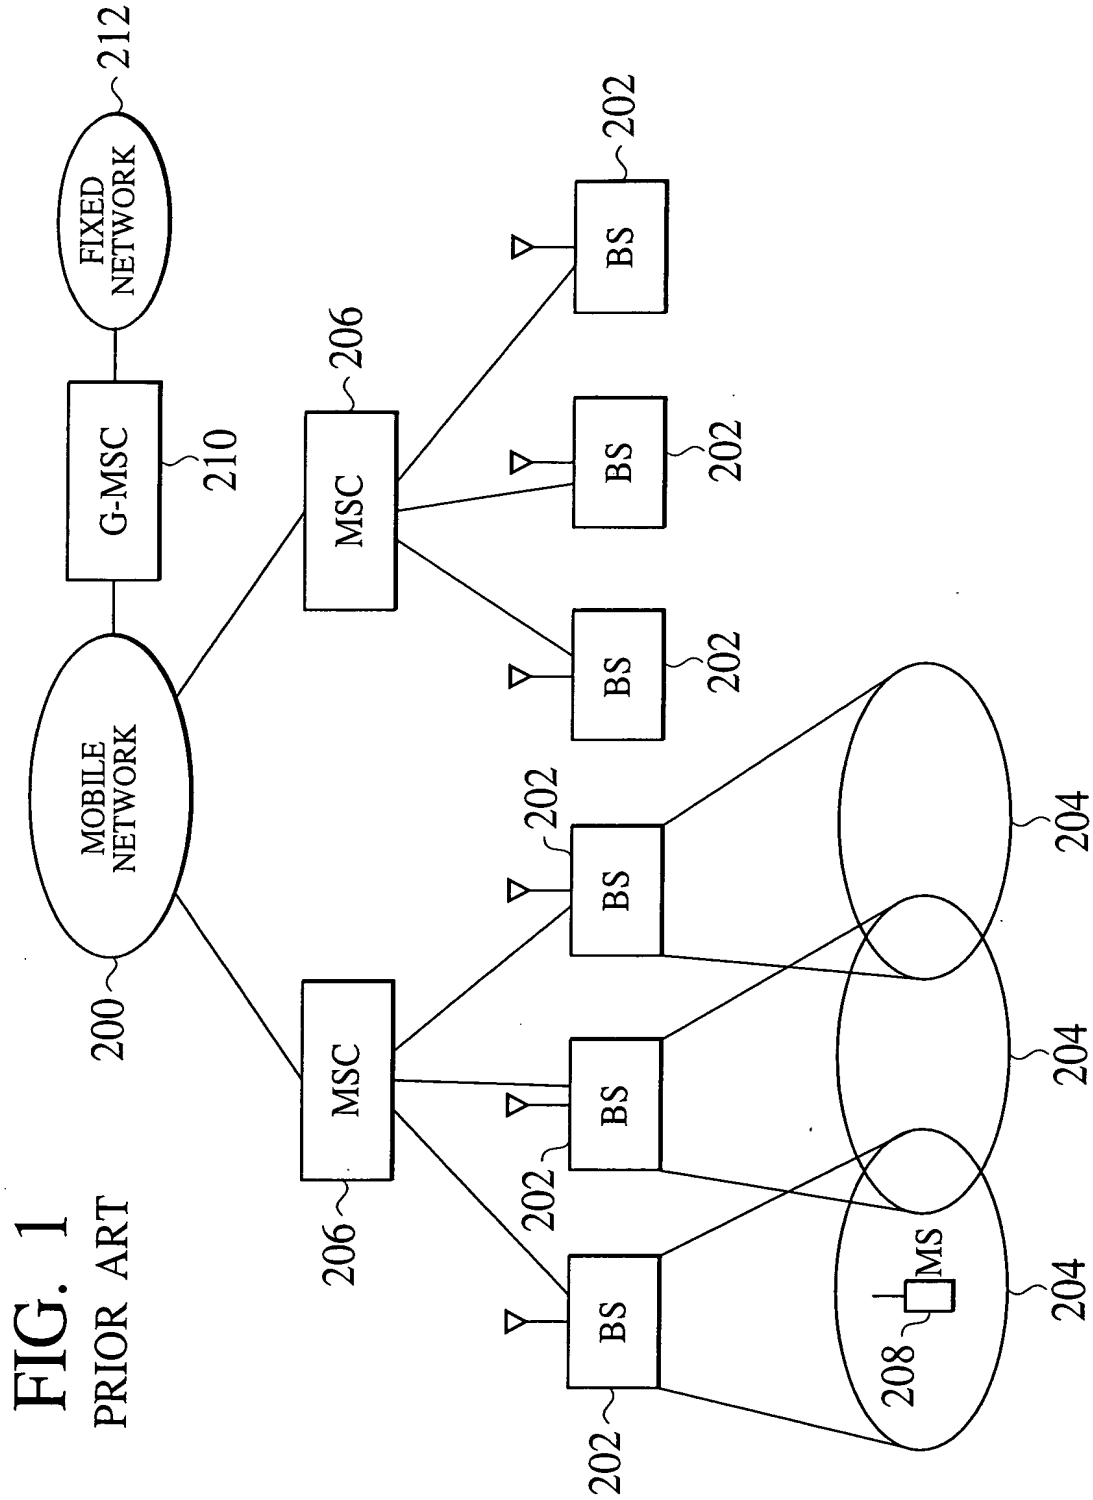 FIG. 1
PRIOR ART
200
MOBILE
NETWORK
G-MSC
210
FIXED
NETWORK
212
206
MSC
MSC
206
202
BS
202
BS
202
BS
BS
202
BS
202
BS
202
208
MS
204
204
204